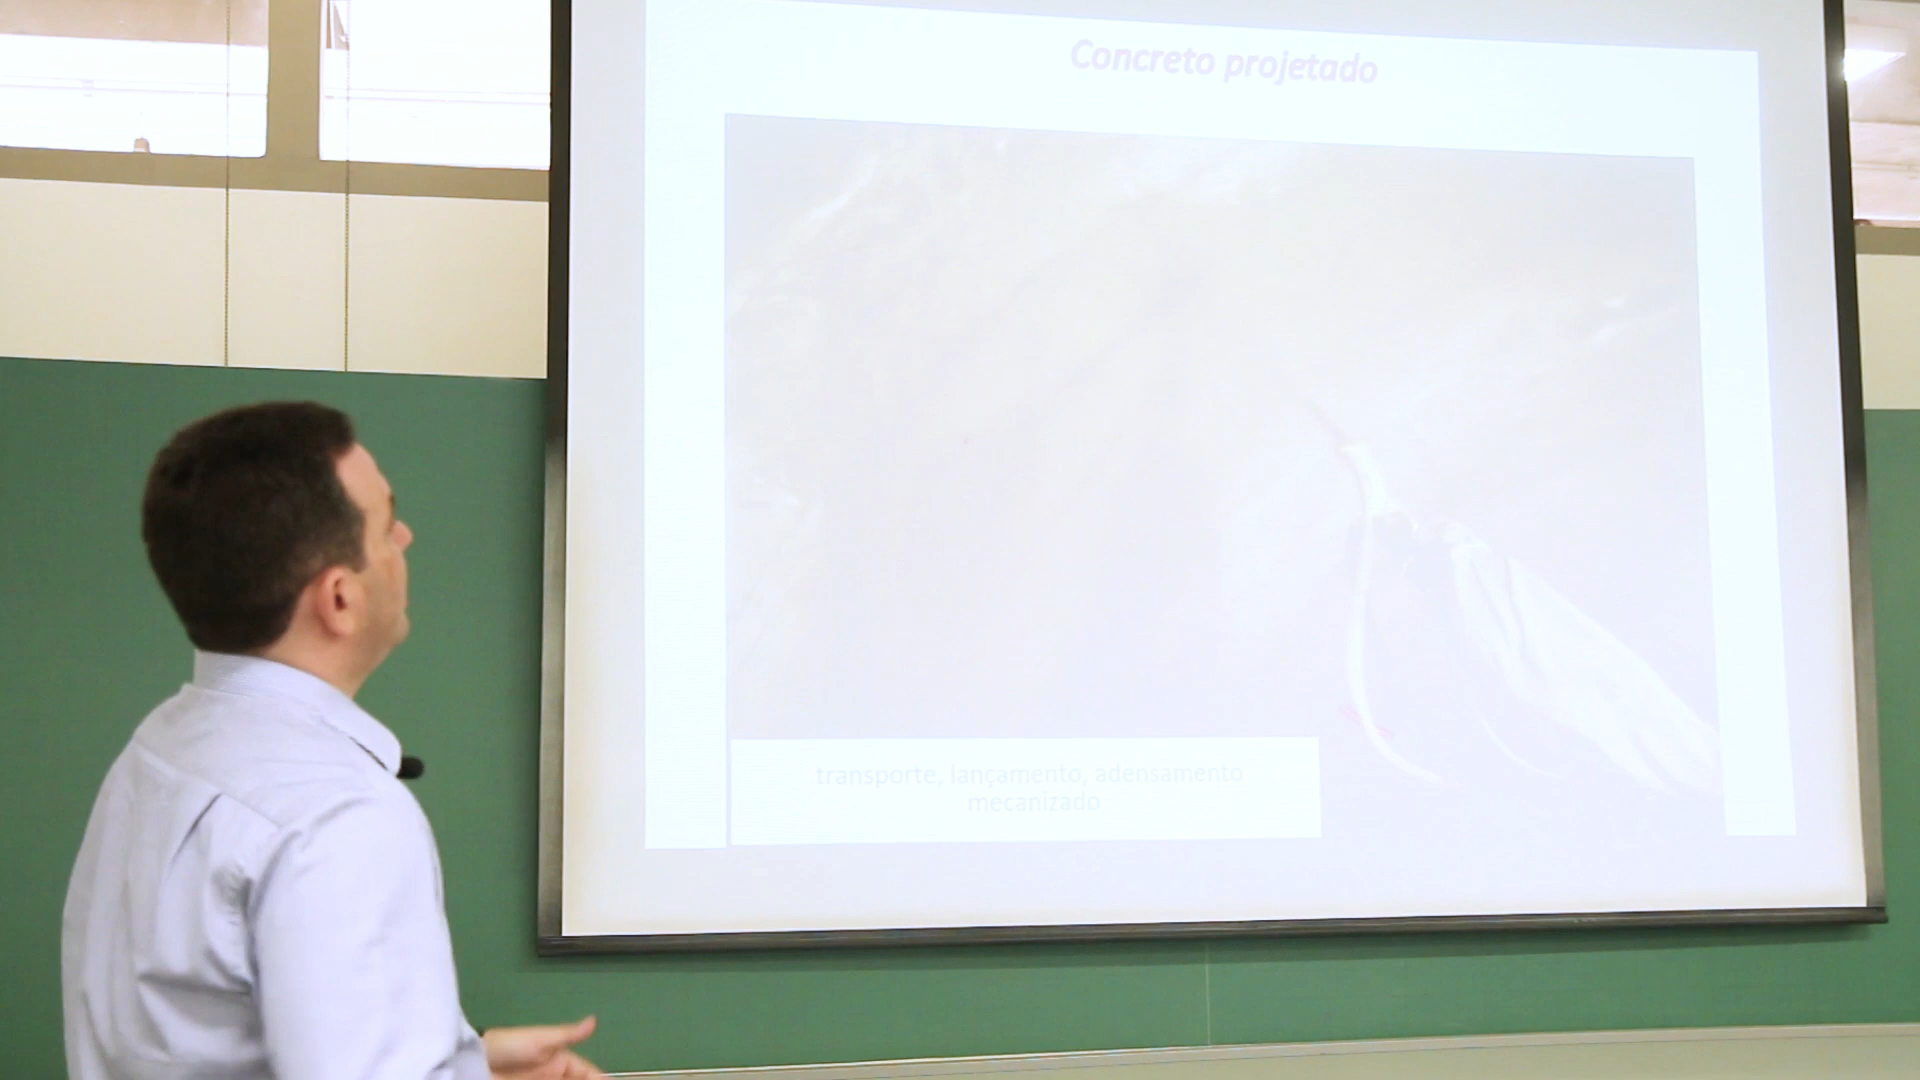 Concreto projetado
transporte, lançamento, adensamento
mecanizado